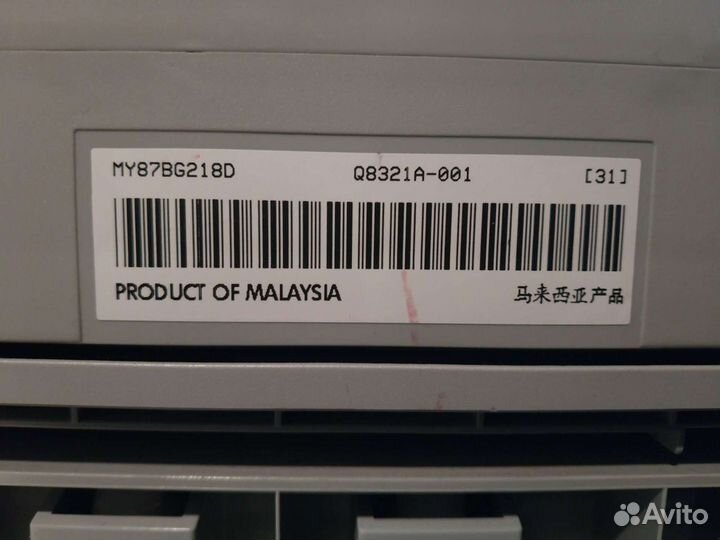 MY87BG218D Q8321A-001 [31]
PRODUCT OF MALAYSIA 马来西亚产品
Avito